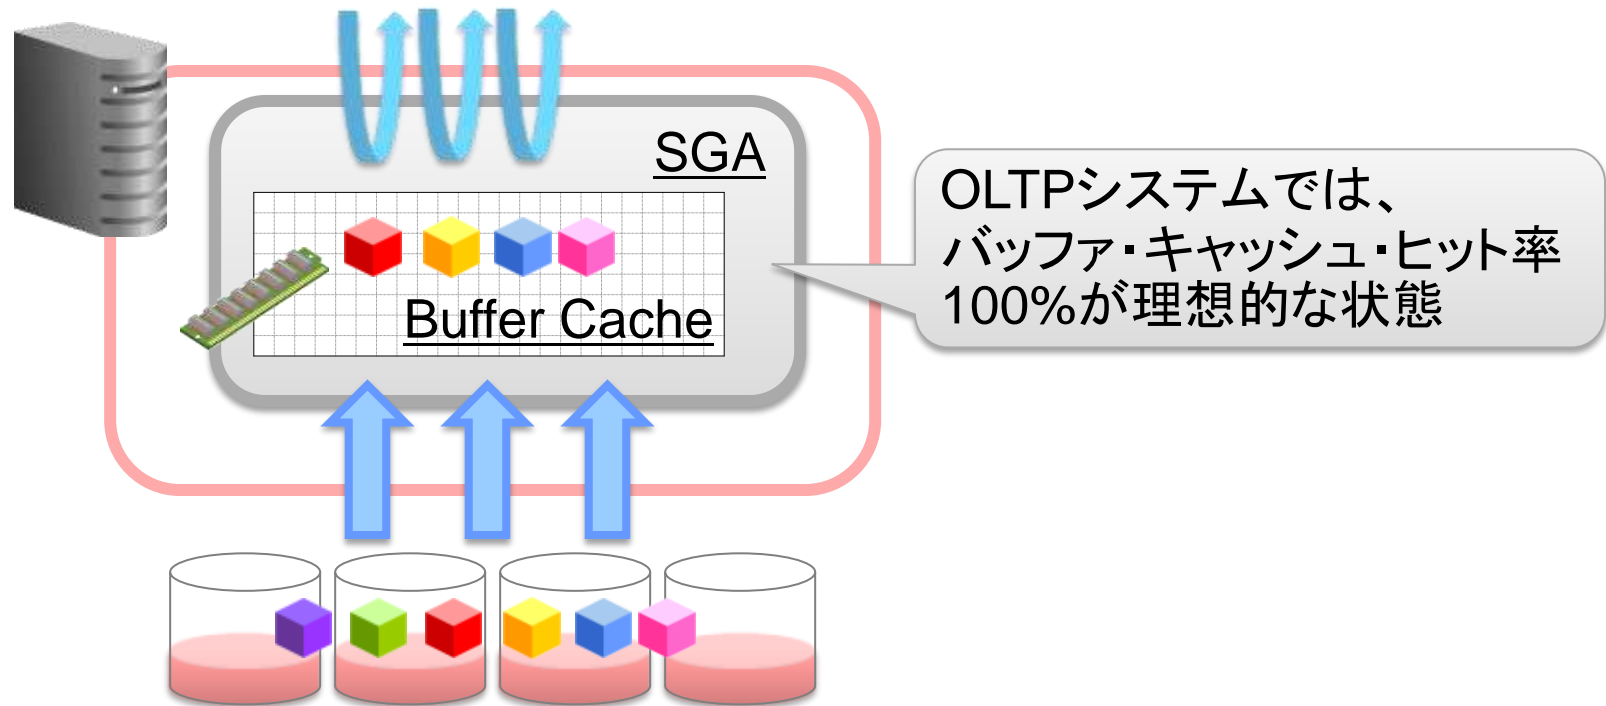 SGA
Buffer Cache
OLTPシステムでは、
バッファ・キャッシュ・ヒット率
100%が理想的な状態